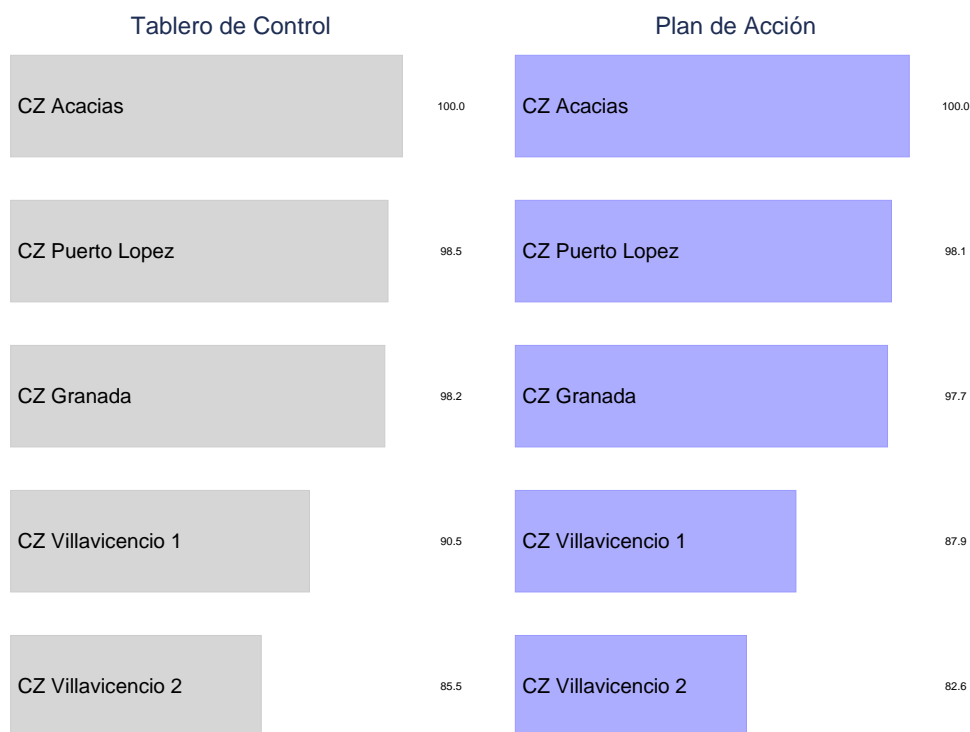 Tablero de Control
CZ Acacias 100.0
CZ Puerto Lopez 98.5
CZ Granada 98.2
CZ Villavicencio 1 90.5
CZ Villavicencio 2 85.5
Plan de Acción
CZ Acacias 100.0
CZ Puerto Lopez 98.1
CZ Granada 97.7
CZ Villavicencio 1 87.9
CZ Villavicencio 2 82.6